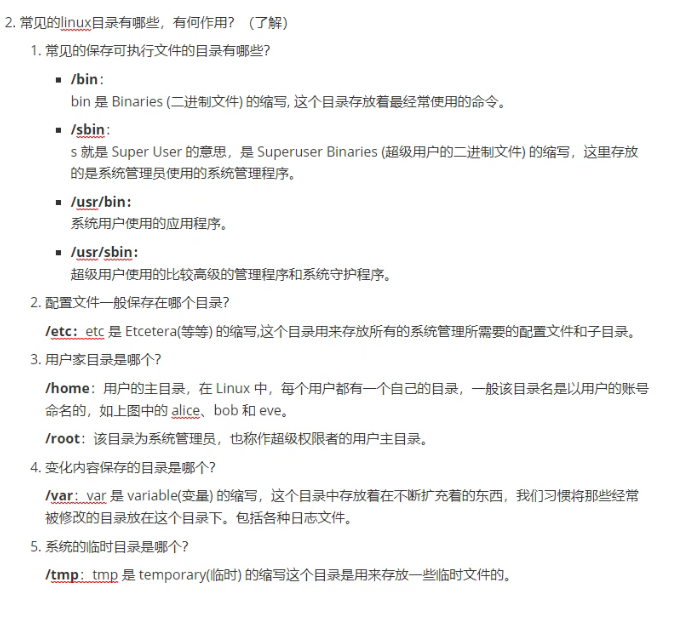 2. 常见的linux目录有哪些，有何作用？（了解）
1. 常见的保存可执行文件的目录有哪些?
▪ /bin：
bin 是 Binaries (二进制文件) 的缩写, 这个目录存放着最经常使用的命令。
▪ /sbin：
s 就是 Super User 的意思，是 Superuser Binaries (超级用户的二进制文件) 的缩写，这里存放
的是系统管理员使用的系统管理程序。
▪ /usr/bin：
系统用户使用的应用程序。
▪ /usr/sbin：
超级用户使用的比较高级的管理程序和系统守护程序。
2. 配置文件一般保存在哪个目录?
/etc：etc 是 Etcetera(等等) 的缩写,这个目录用来存放所有的系统管理所需要的配置文件和子目录。
3. 用户家目录是哪个?
/home：用户的主目录，在 Linux 中，每个用户都有一个自己的目录，一般该目录名是以用户的账号
命名的，如上图中的 alice、bob 和 eve。
/root：该目录为系统管理员，也称作超级权限者的用户主目录。
4. 变化内容保存的目录是哪个?
/var：var 是 variable(变量) 的缩写，这个目录中存放着在不断扩充着的东西，我们习惯将那些经常
被修改的目录放在这个目录下。包括各种日志文件。
5. 系统的临时目录是哪个?
/tmp：tmp 是 temporary(临时) 的缩写这个目录是用来存放一些临时文件的。